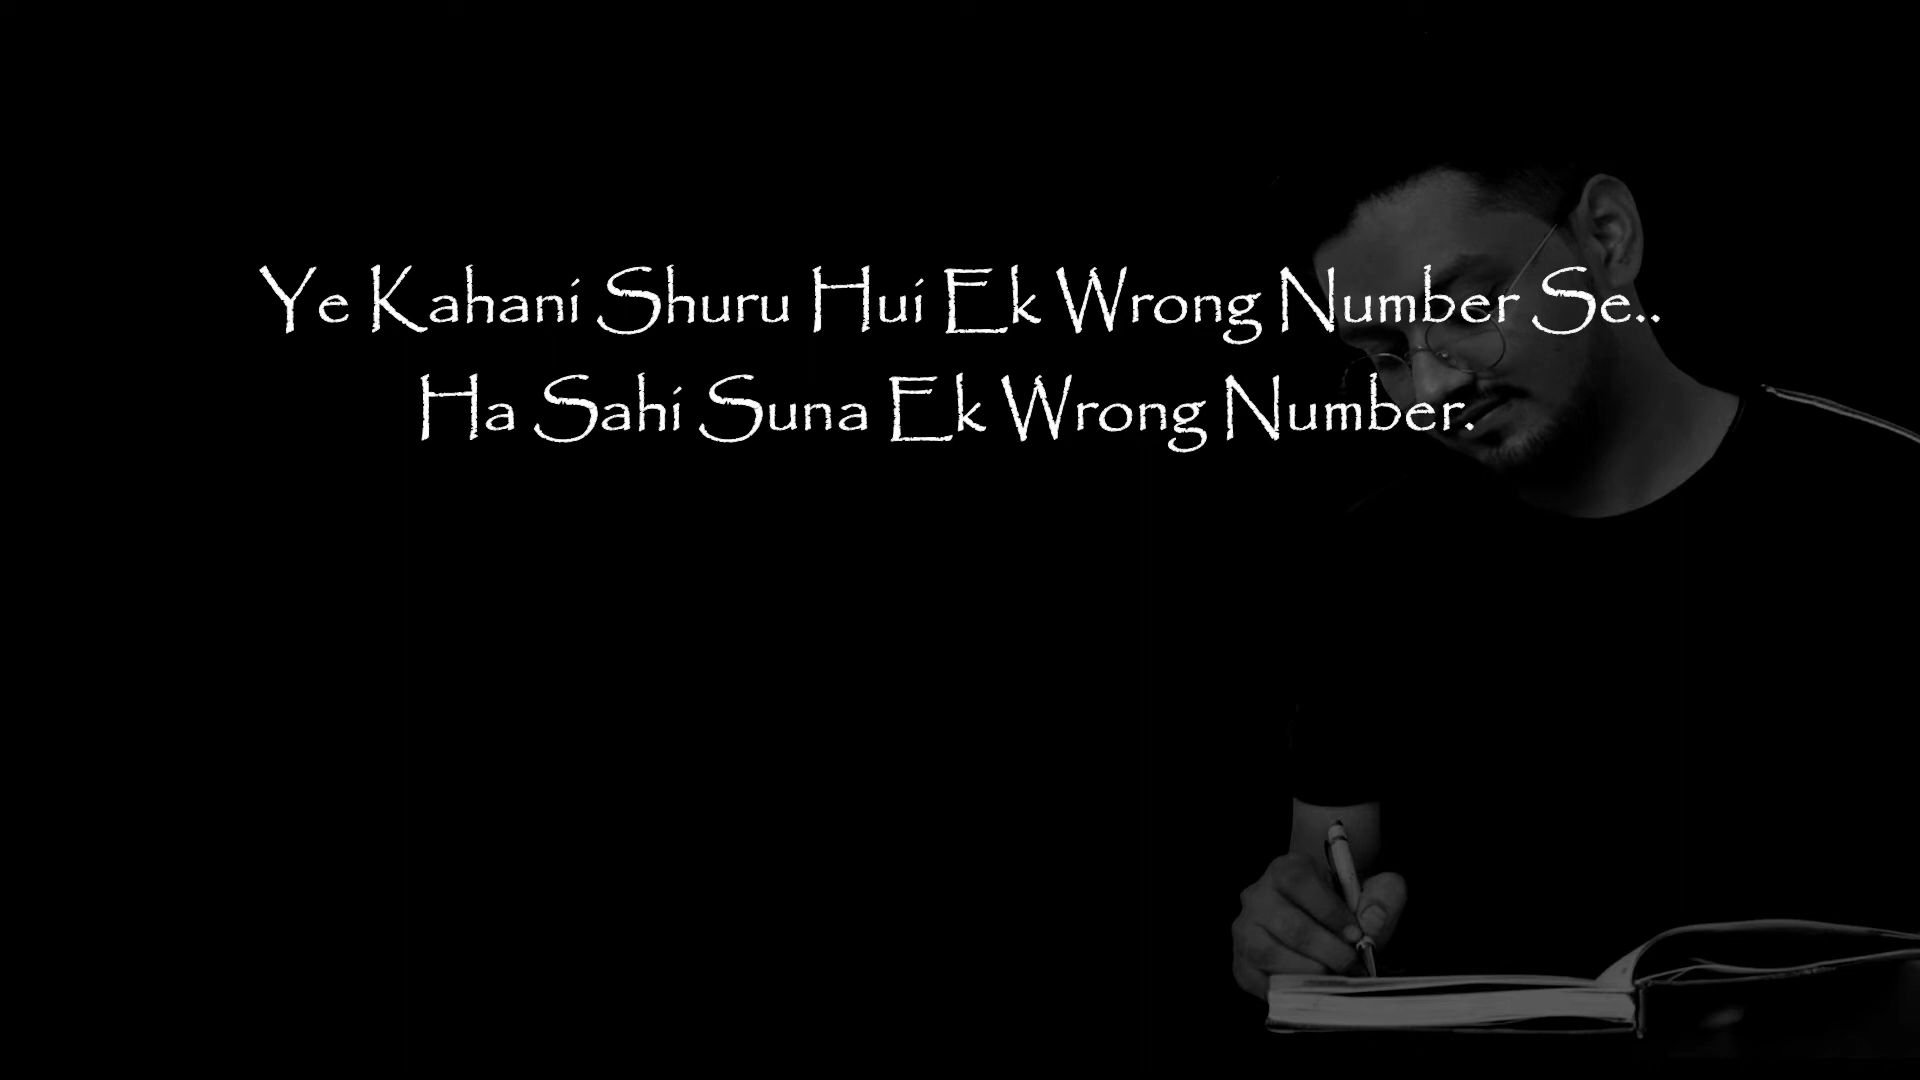 Ye Kahani Shuru Hui Ek Wrong Number Se..
Ha Sahi Suna Ek Wrong Number.